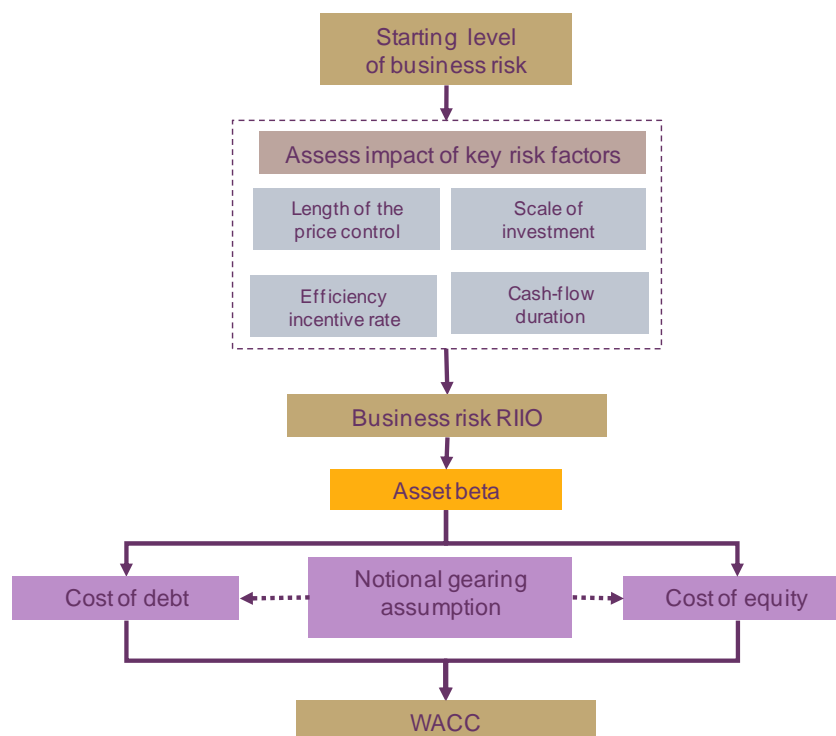 Starting level
of business risk
Assess impact of key risk factors
Length of the
price control
Scale of
investment
Efficiency
incentive rate
Cash-flow
duration
Business risk RIIO
Asset beta
Cost of debt
Notional gearing
assumption
Cost of equity
WACC